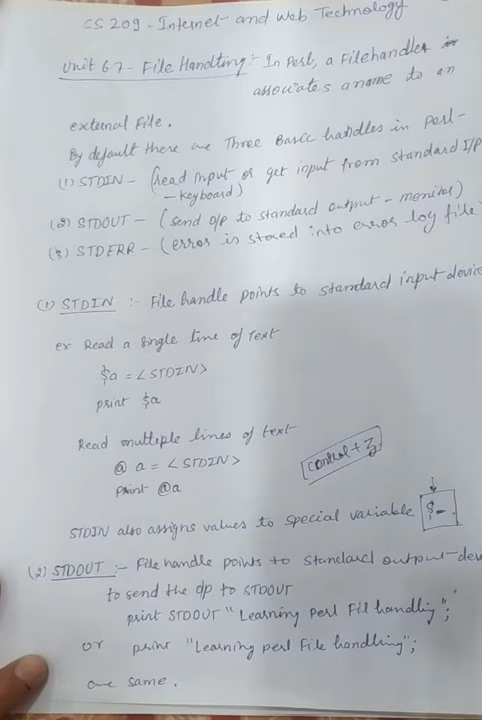 CS 209 - Internet and Web Technology
Unit 6 7 - File Handling :- In Perl, a Filehandler in
associates a name to an
external File.
By default there are Three Basic handles in perl -
(1) STDIN - (read Input or get input from standard I/P
- keyboard)
(2) STDOUT - (send o/p to standard output - monitor)
(3) STDERR - (error is stored into error log file
(1) STDIN :- File handle points to standard input device
ex Read a single line of Text
$a = <STDIN>
print $a
Read multiple lines of text
@ a = <STDIN>
print @a
[control + Z]
STDIN also assigns values to special variable $_.
(2) STDOUT :- File handle points to standard output-dev
to send the o/p to STDOUT
print STDOUT "Learning perl Fil handling";
or print "Learning perl File handling";
are same.